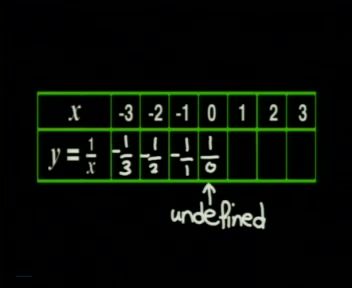 x -3 -2 -1 0 1 2 3
y = 1/x -1/3 -1/2 -1/1 1/0
undefined